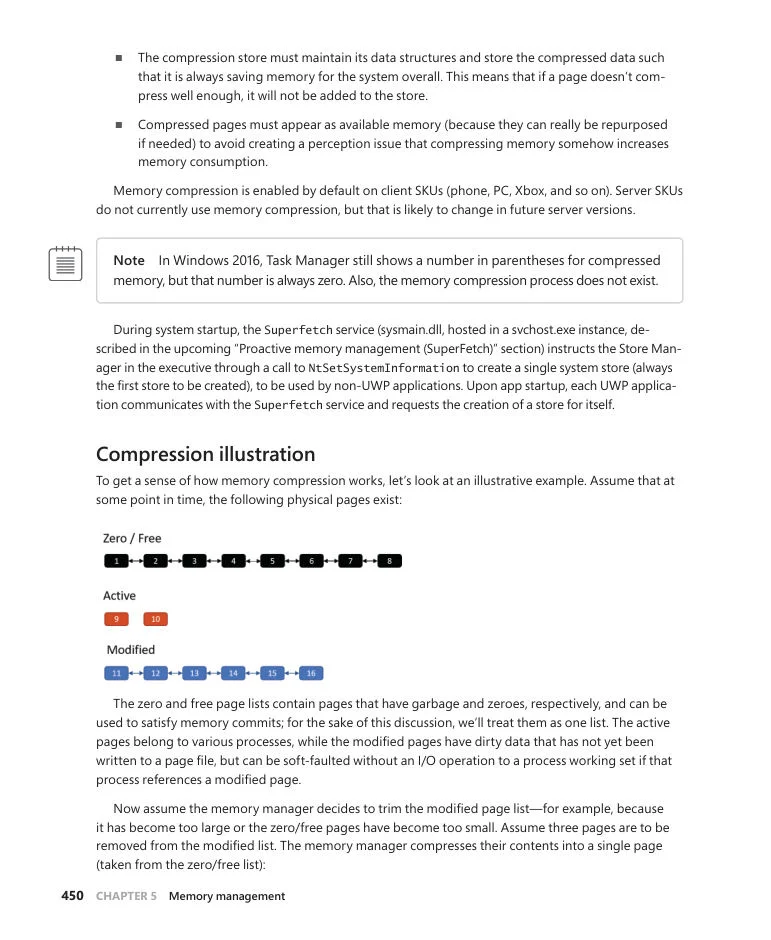 ■ The compression store must maintain its data structures and store the compressed data such
that it is always saving memory for the system overall. This means that if a page doesn’t com-
press well enough, it will not be added to the store.
■ Compressed pages must appear as available memory (because they can really be repurposed
if needed) to avoid creating a perception issue that compressing memory somehow increases
memory consumption.
Memory compression is enabled by default on client SKUs (phone, PC, Xbox, and so on). Server SKUs
do not currently use memory compression, but that is likely to change in future server versions.
Note In Windows 2016, Task Manager still shows a number in parentheses for compressed
memory, but that number is always zero. Also, the memory compression process does not exist.
During system startup, the Superfetch service (sysmain.dll, hosted in a svchost.exe instance, de-
scribed in the upcoming “Proactive memory management (SuperFetch)” section) instructs the Store Man-
ager in the executive through a call to NtSetSystemInformation to create a single system store (always
the first store to be created), to be used by non-UWP applications. Upon app startup, each UWP applica-
tion communicates with the Superfetch service and requests the creation of a store for itself.
Compression illustration
To get a sense of how memory compression works, let’s look at an illustrative example. Assume that at
some point in time, the following physical pages exist:
Zero / Free
1 2 3 4 5 6 7 8
Active
9 10
Modified
11 12 13 14 15 16
The zero and free page lists contain pages that have garbage and zeroes, respectively, and can be
used to satisfy memory commits; for the sake of this discussion, we’ll treat them as one list. The active
pages belong to various processes, while the modified pages have dirty data that has not yet been
written to a page file, but can be soft-faulted without an I/O operation to a process working set if that
process references a modified page.
Now assume the memory manager decides to trim the modified page list—for example, because
it has become too large or the zero/free pages have become too small. Assume three pages are to be
removed from the modified list. The memory manager compresses their contents into a single page
(taken from the zero/free list):
450 CHAPTER 5 Memory management